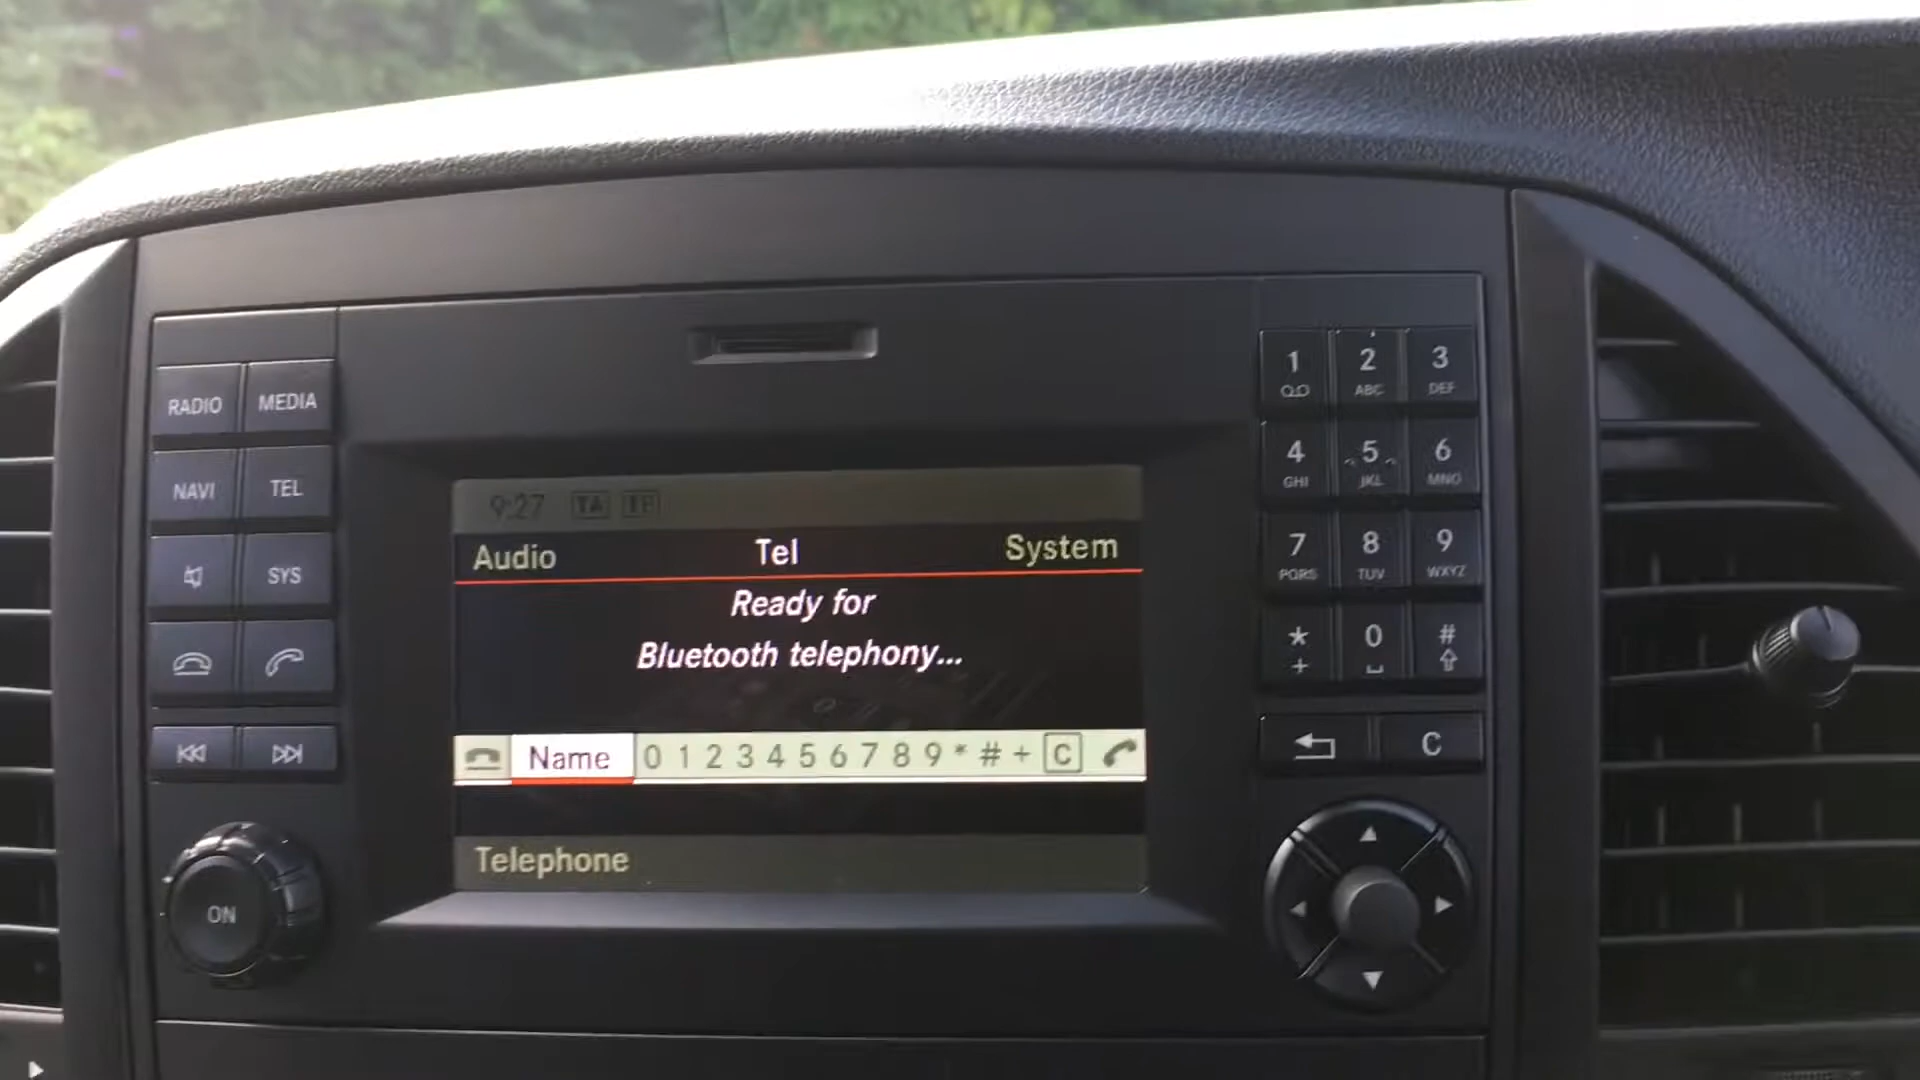 RADIO MEDIA
NAVI TEL
SYS
ON
9:27 TA TP
Audio Tel System
Ready for
Bluetooth telephony...
Name 0 1 2 3 4 5 6 7 8 9 * # + C
Telephone
1 2 3
ABC DEF
4 5 6
GHI JKL MNO
7 8 9
PQRS TUV WXYZ
* 0 #
+
C